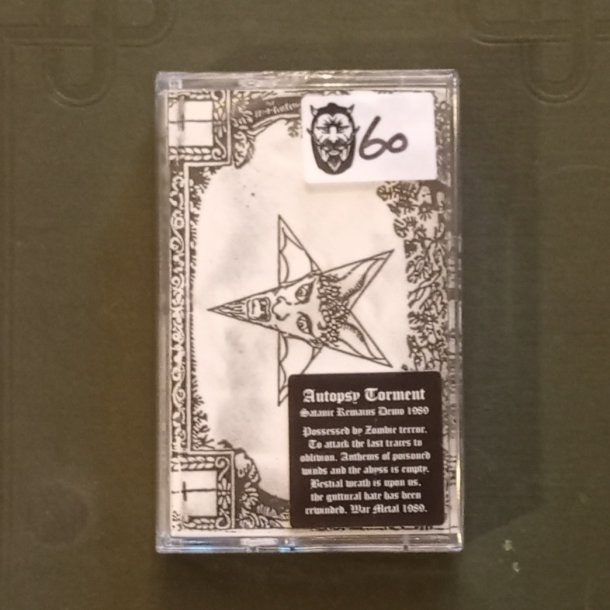 60
Autopsy Torment
Satanic Remains Demo 1989
Possessed by Zombie terror.
To attack the last traces to
oblivion. Anthems of poisoned
winds and the abyss is empty.
Bestial wrath is upon us,
the guttural hate has been
rewinded. War Metal 1989.